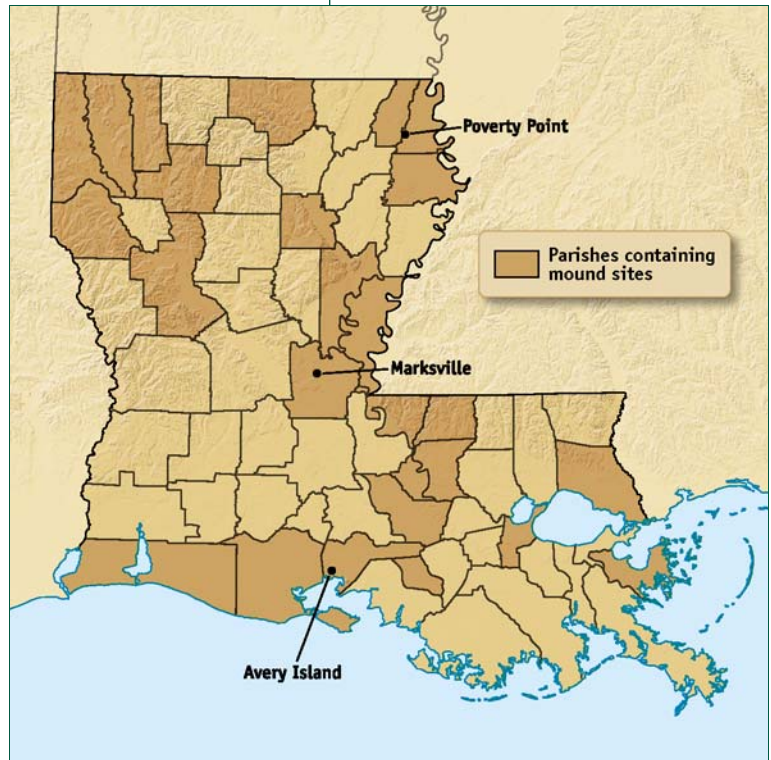 Poverty Point
Parishes containing
mound sites
Marksville
Avery Island